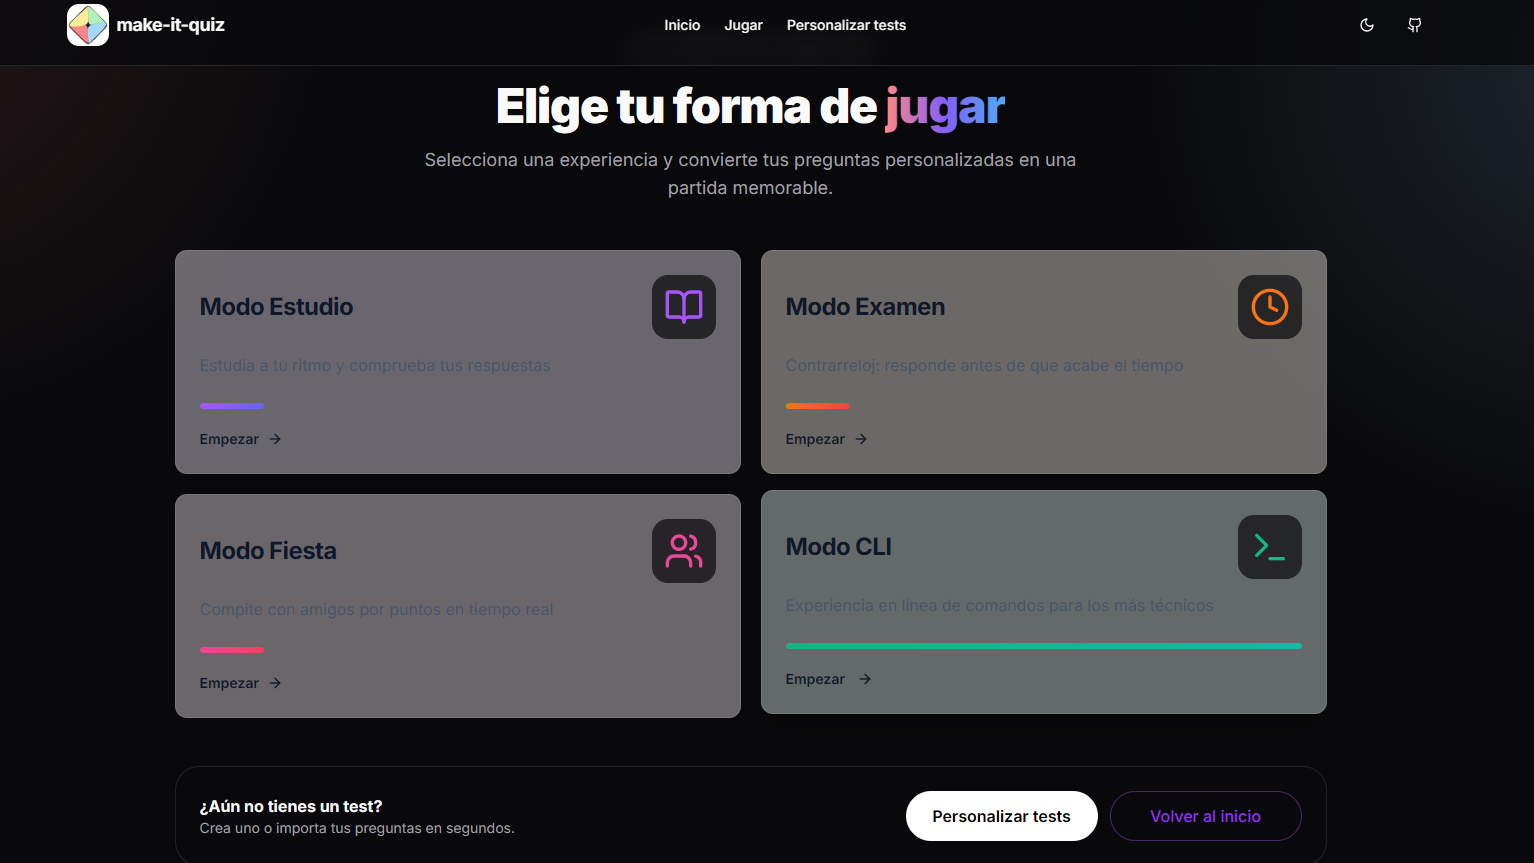 make-it-quiz
Inicio
Jugar
Personalizar tests
Elige tu forma de jugar
Selecciona una experiencia y convierte tus preguntas personalizadas en una
partida memorable.
Modo Estudio
Estudia a tu ritmo y comprueba tus respuestas
Empezar
Modo Examen
Contrarreloj: responde antes de que acabe el tiempo
Empezar
Modo Fiesta
Compite con amigos por puntos en tiempo real
Empezar
Modo CLI
Experiencia en línea de comandos para los más técnicos
Empezar
¿Aún no tienes un test?
Crea uno o importa tus preguntas en segundos.
Personalizar tests
Volver al inicio